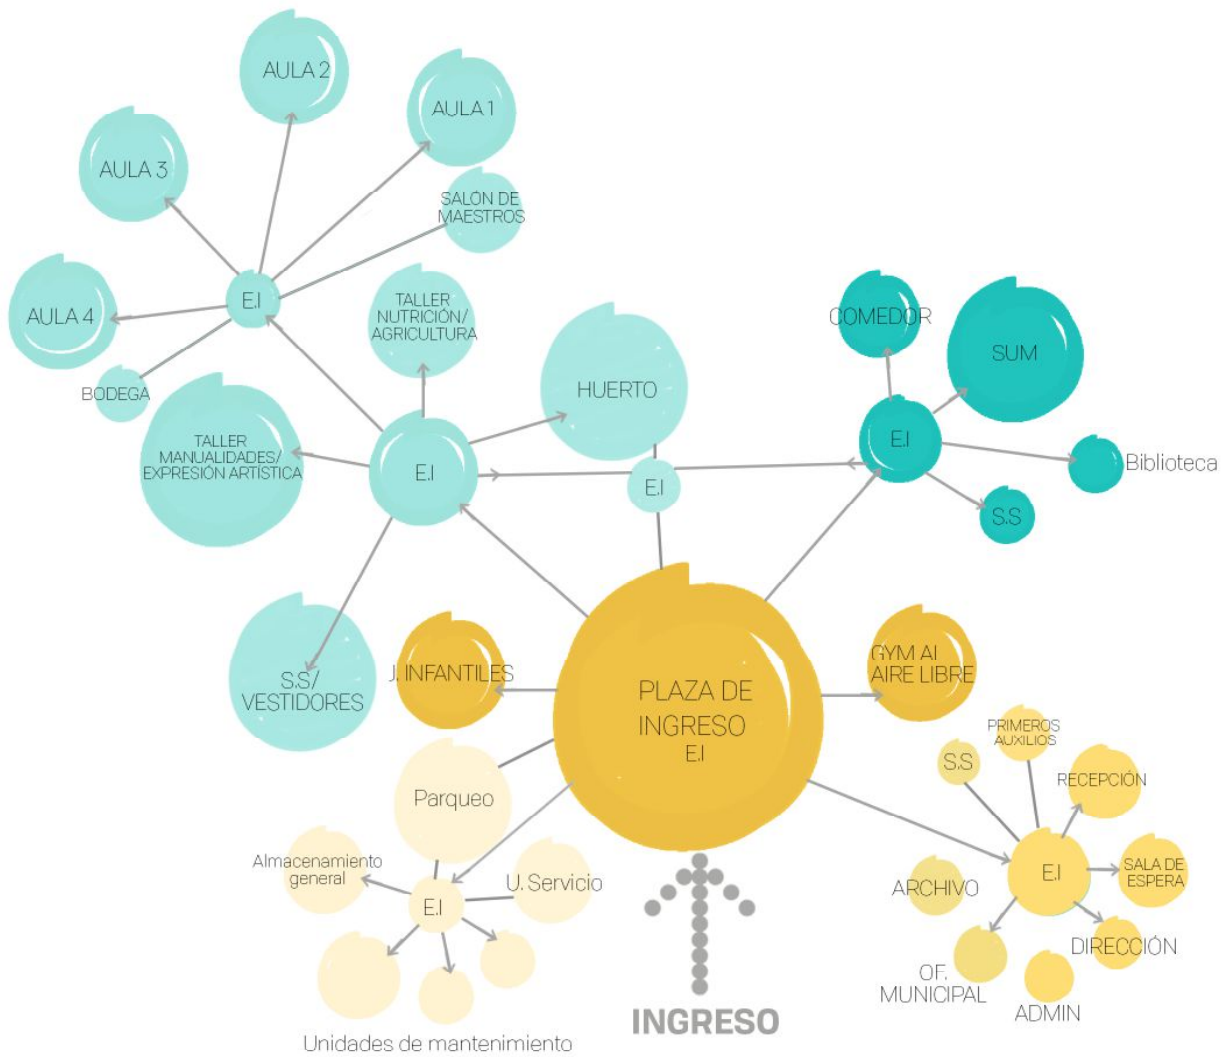 AULA 2
AULA 1
AULA 3
SALÓN DE
MAESTROS
E.I
AULA 4
BODEGA
TALLER
NUTRICIÓN/
AGRICULTURA
HUERTO
COMEDOR
SUM
TALLER
MANUALIDADES/
EXPRESIÓN ARTÍSTICA
E.I
E.I
E.I
Biblioteca
S.S
S.S/
VESTIDORES
J. INFANTILES
PLAZA DE
INGRESO
E.I
GYM AI
AIRE LIBRE
PRIMEROS
AUXILIOS
S.S
RECEPCIÓN
Parqueo
Almacenamiento
general
U. Servicio
E.I
E.I
SALA DE
ESPERA
ARCHIVO
DIRECCIÓN
OF.
MUNICIPAL
ADMIN
INGRESO
Unidades de mantenimiento